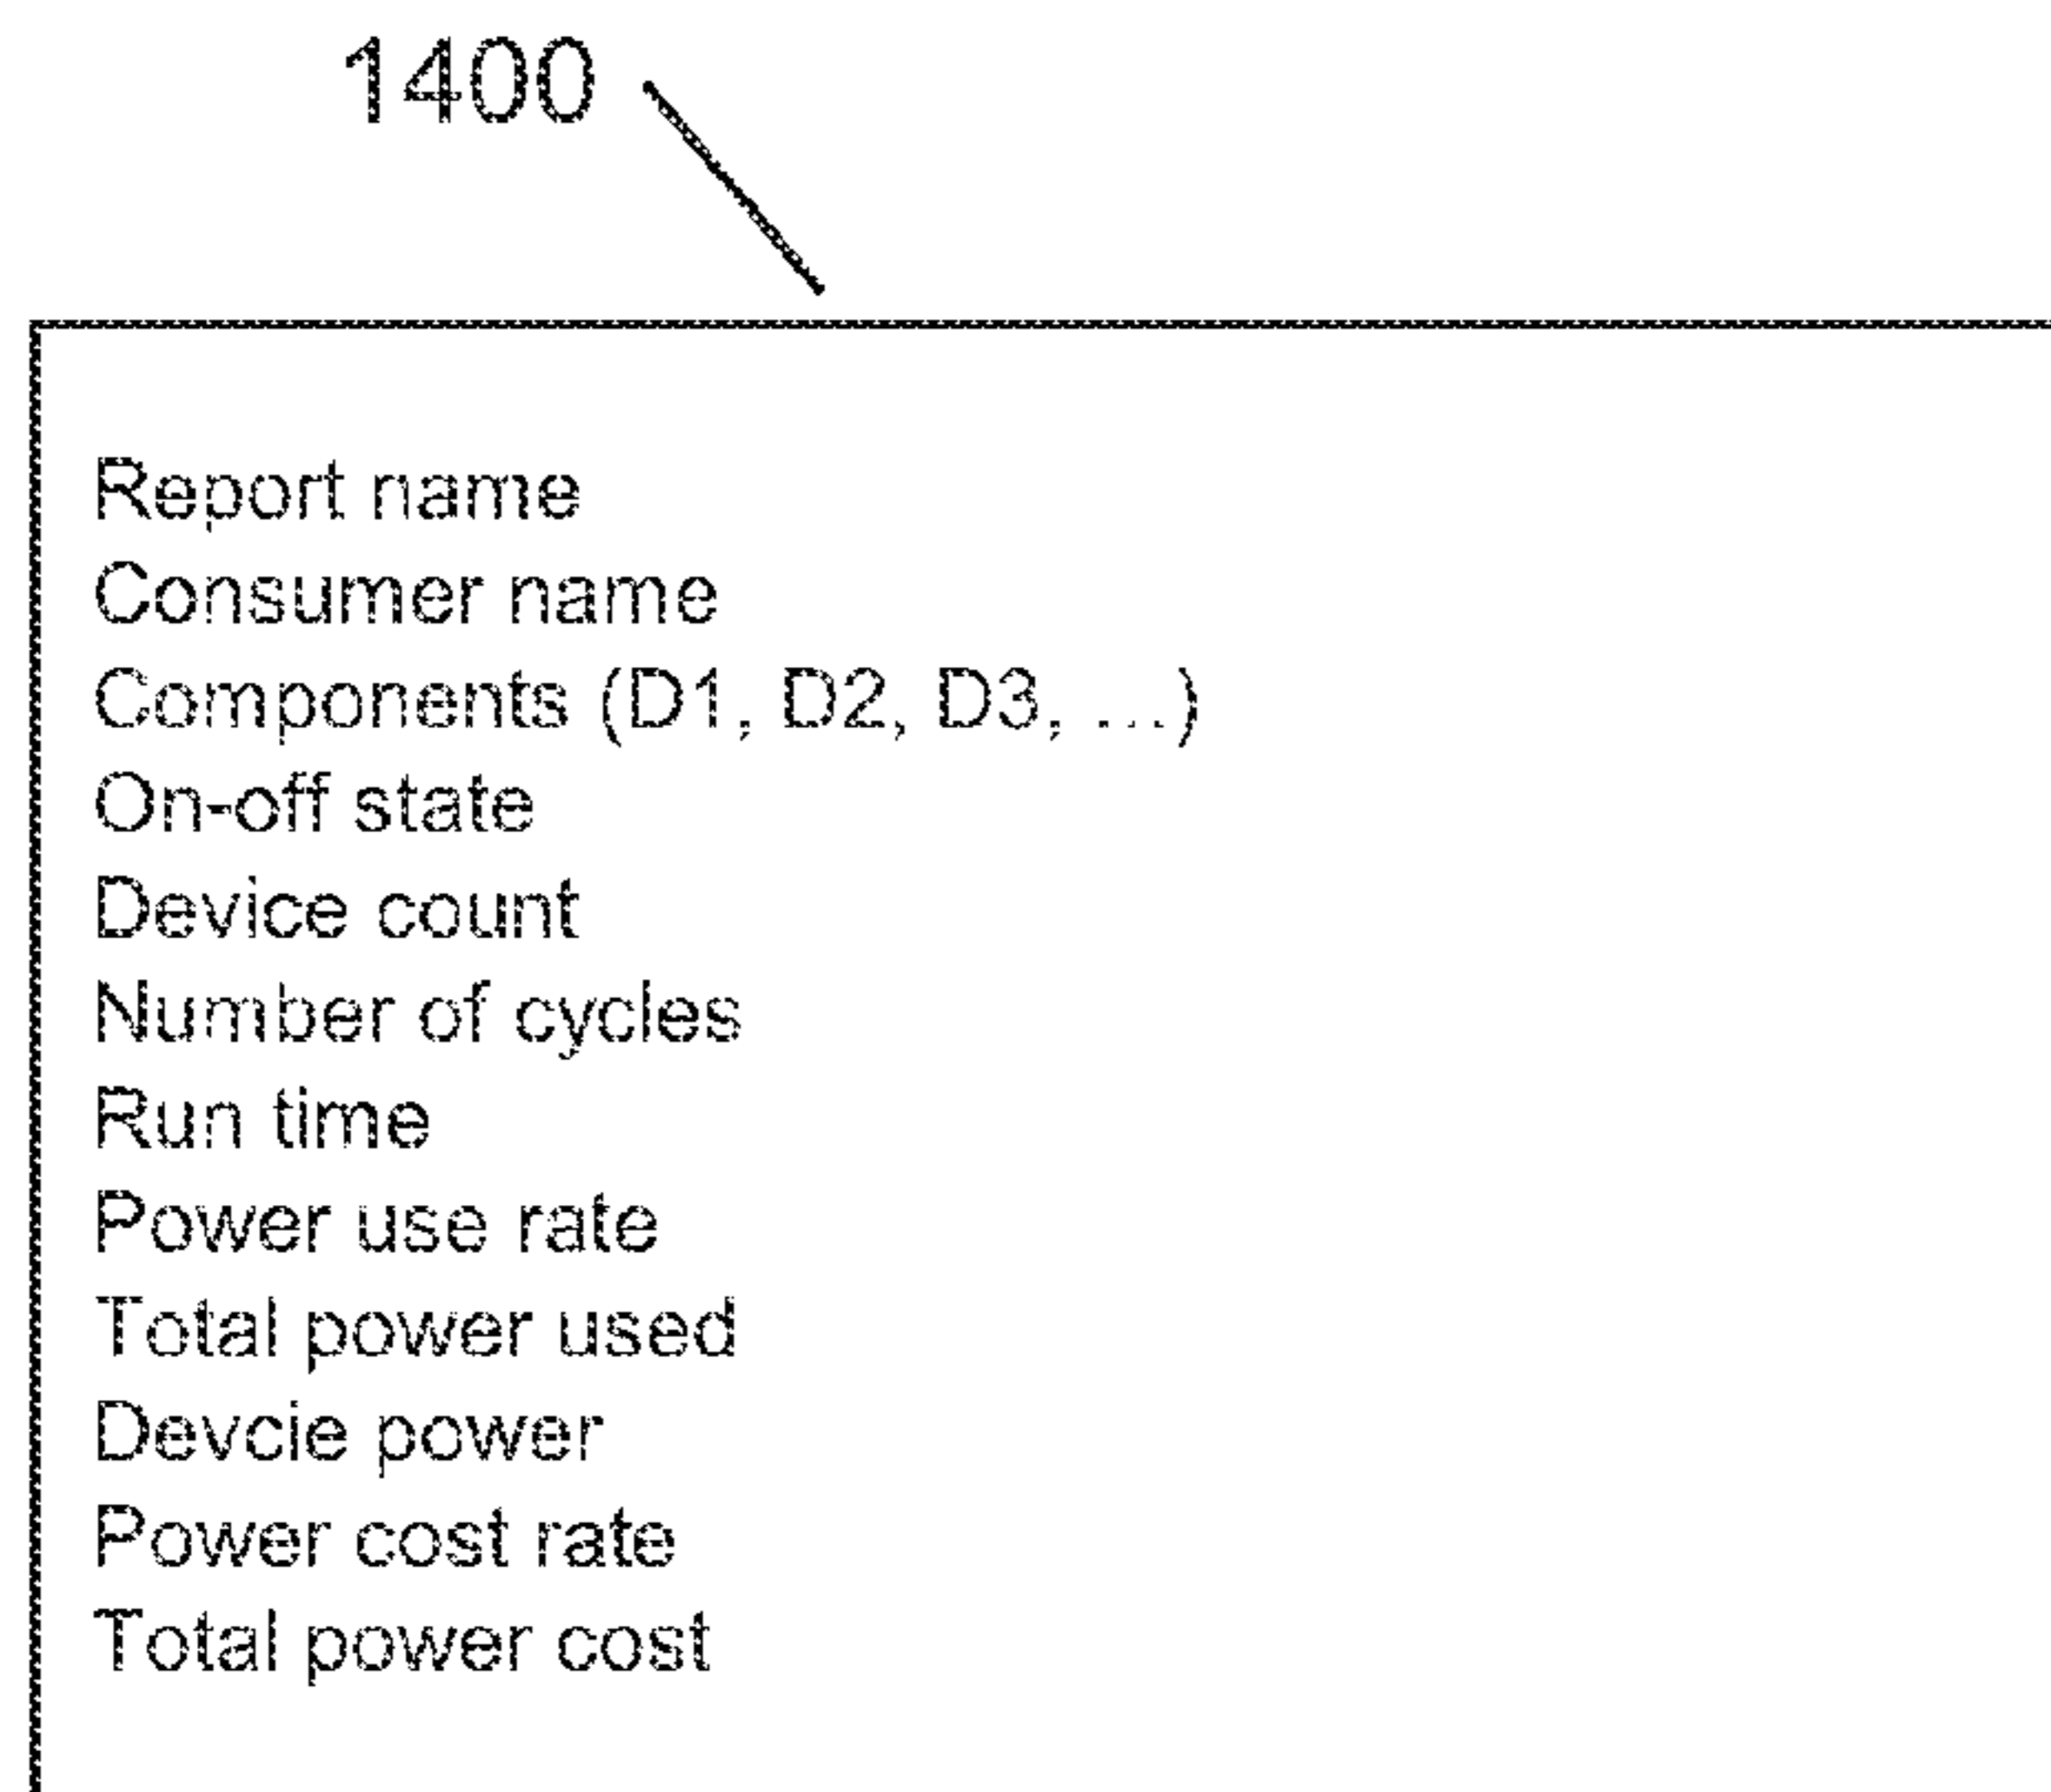 1400
Report name
Consumer name
Components (D1, D2, D3, ...)
On-off state
Device count
Number of cycles
Run time
Power use rate
Total power used
Devcie power
Power cost rate
Total power cost